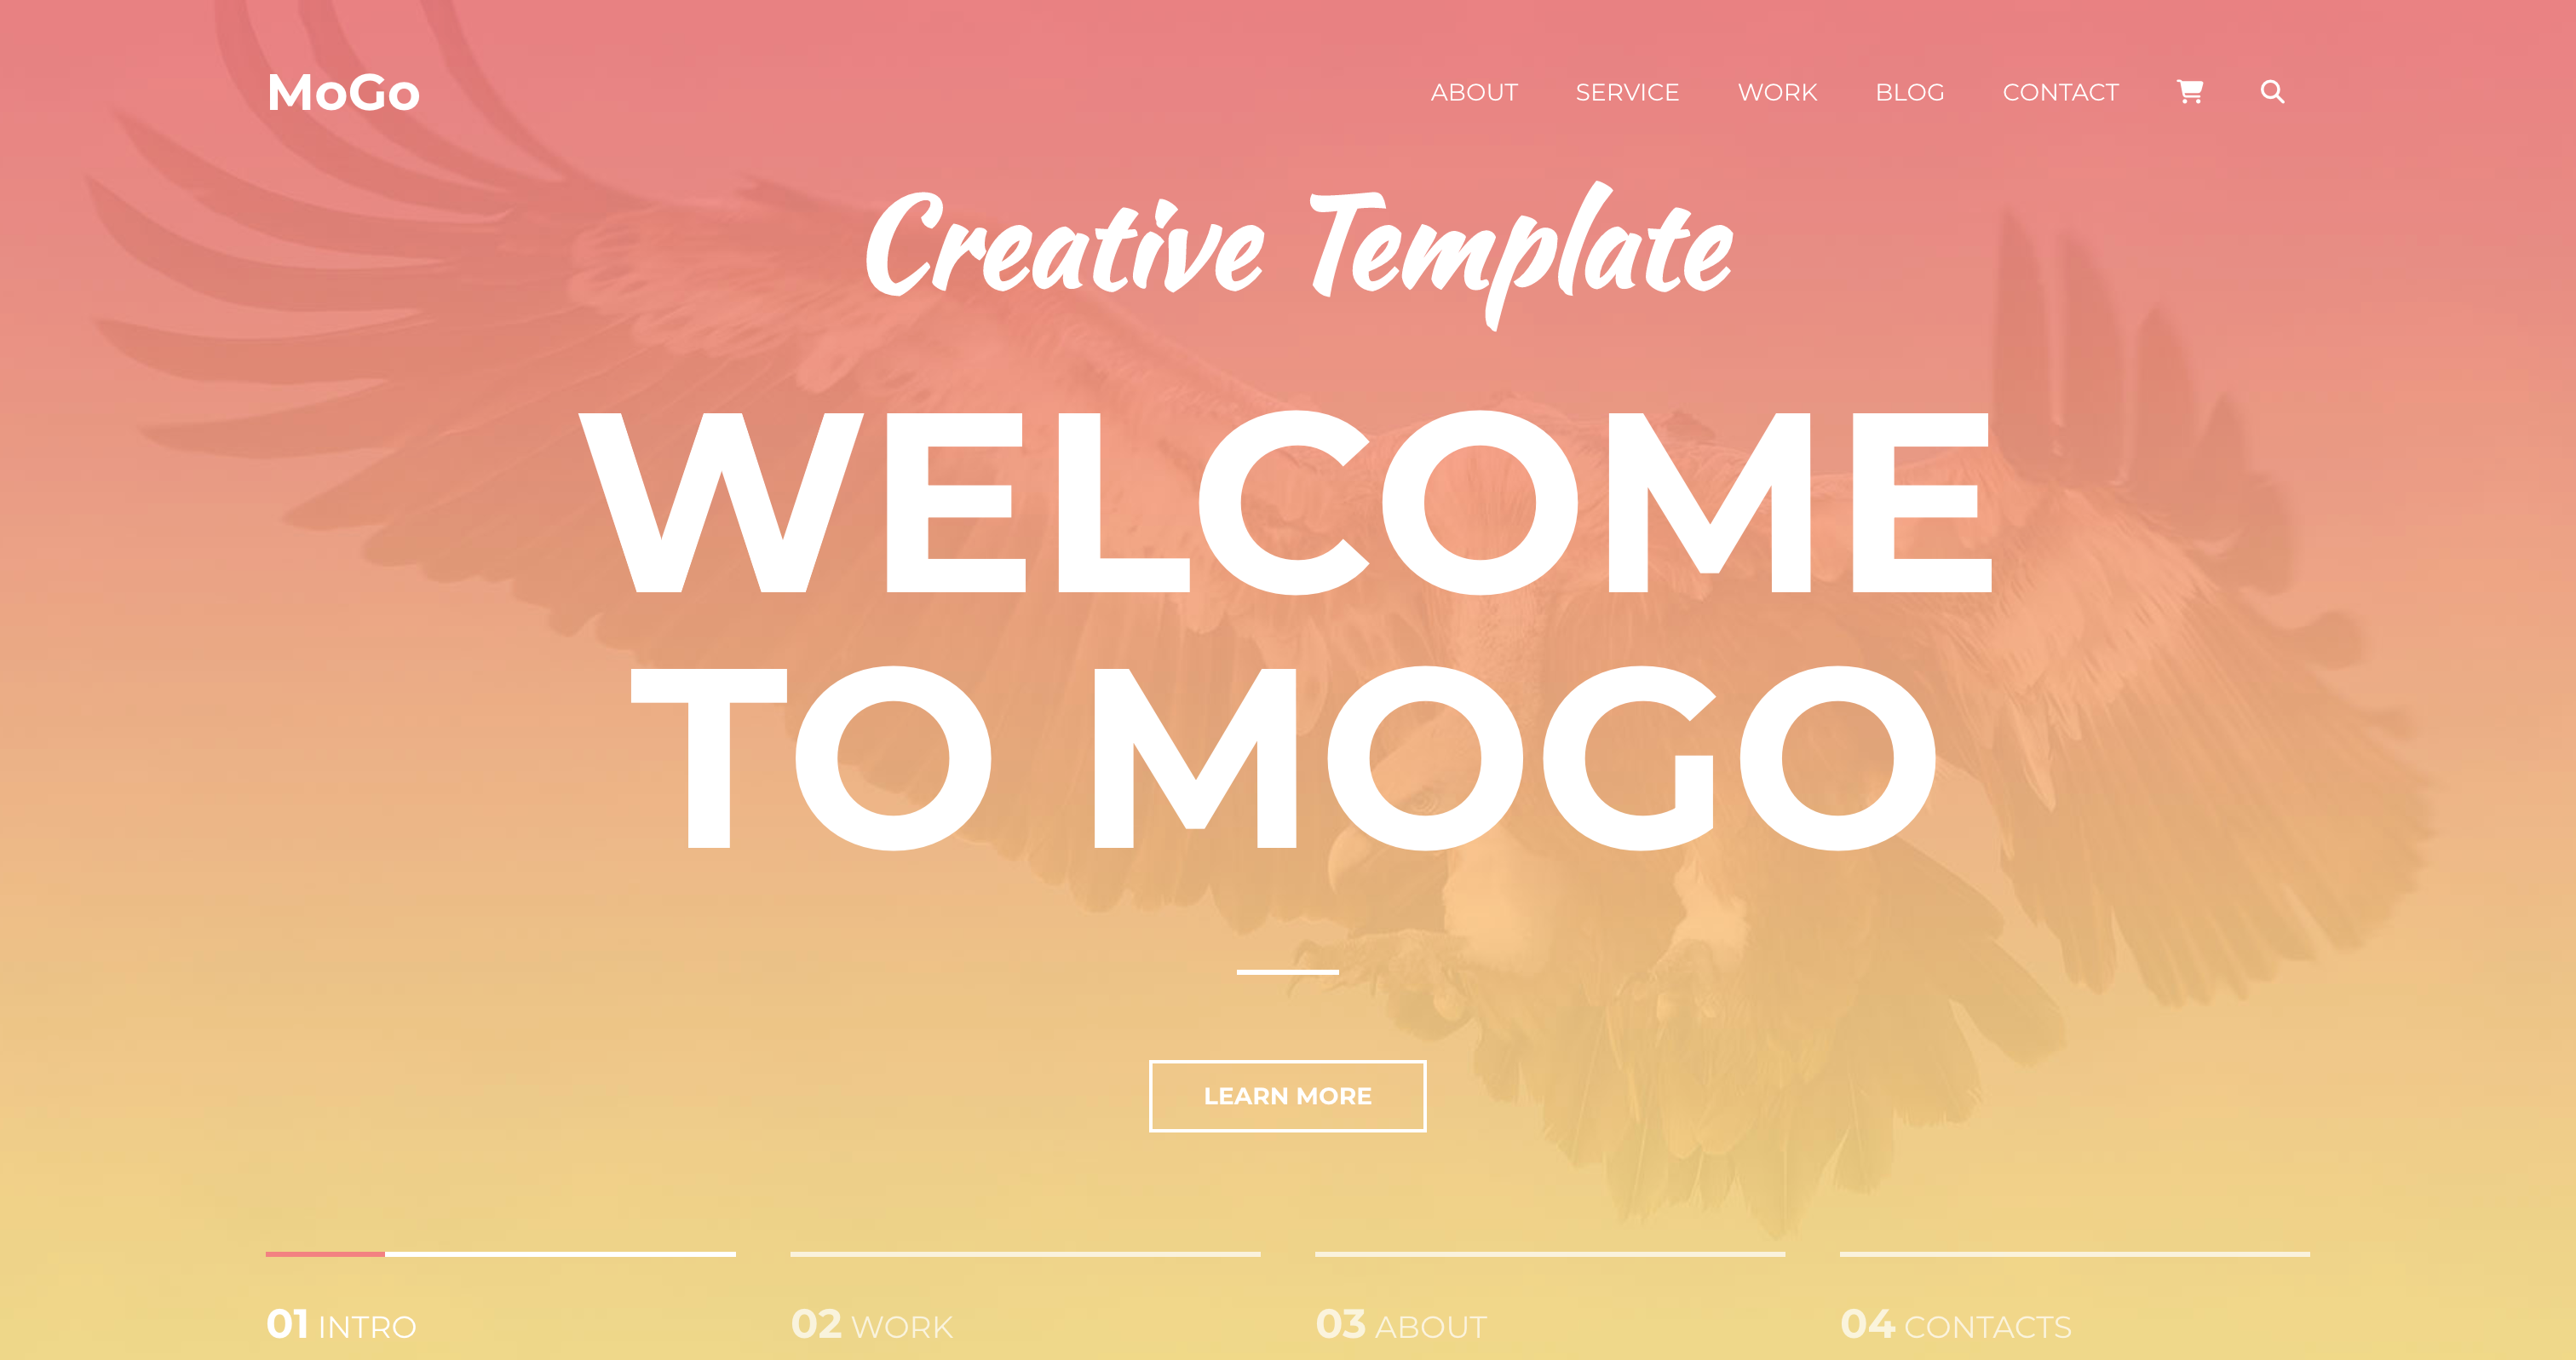 MoGo
ABOUT SERVICE WORK BLOG CONTACT
Creative Template
WELCOME
TO MOGO
LEARN MORE
01 INTRO 02 WORK 03 ABOUT 04 CONTACTS